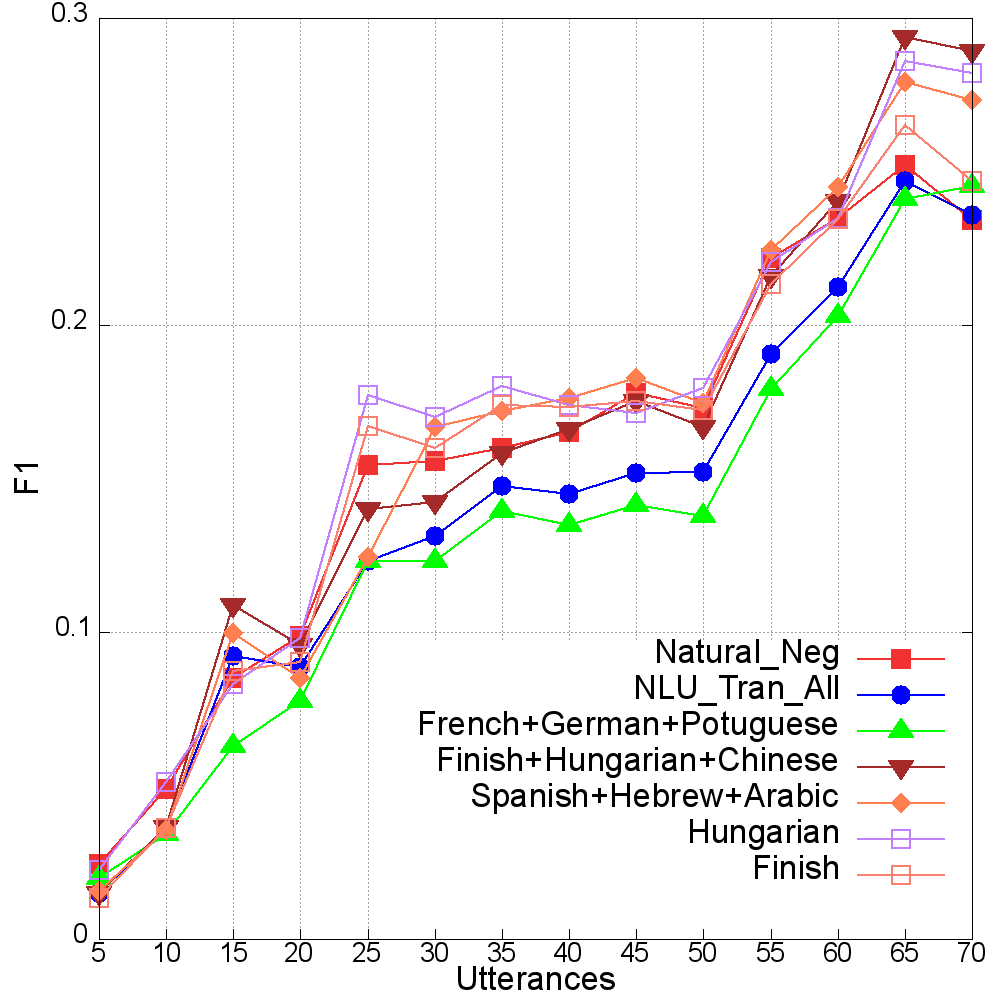 0.3
0.2
0.1
0
F1
Natural_Neg
NLU_Tran_All
French+German+Potuguese
Finish+Hungarian+Chinese
Spanish+Hebrew+Arabic
Hungarian
Finish
5 10 15 20 25 30 35 40 45 50 55 60 65 70
Utterances